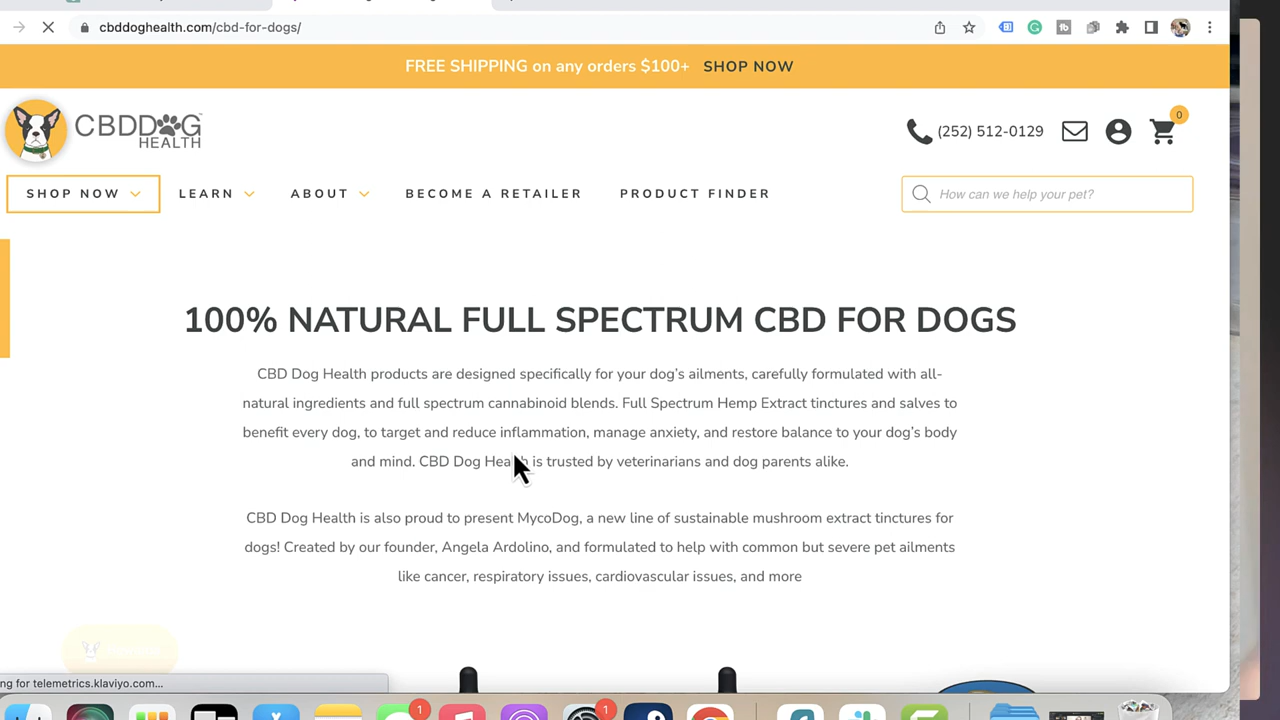 cbddoghealth.com/cbd-for-dogs/
FREE SHIPPING on any orders $100+ SHOP NOW
CBDDOG
HEALTH
(252) 512-0129
0
SHOP NOW
LEARN
ABOUT
BECOME A RETAILER
PRODUCT FINDER
How can we help your pet?
100% NATURAL FULL SPECTRUM CBD FOR DOGS
CBD Dog Health products are designed specifically for your dog's ailments, carefully formulated with all-
natural ingredients and full spectrum cannabinoid blends. Full Spectrum Hemp Extract tinctures and salves to
benefit every dog, to target and reduce inflammation, manage anxiety, and restore balance to your dog's body
and mind. CBD Dog Health is trusted by veterinarians and dog parents alike.
CBD Dog Health is also proud to present MycoDog, a new line of sustainable mushroom extract tinctures for
dogs! Created by our founder, Angela Ardolino, and formulated to help with common but severe pet ailments
like cancer, respiratory issues, cardiovascular issues, and more
ng for telemetrics.klaviyo.com...
1
1